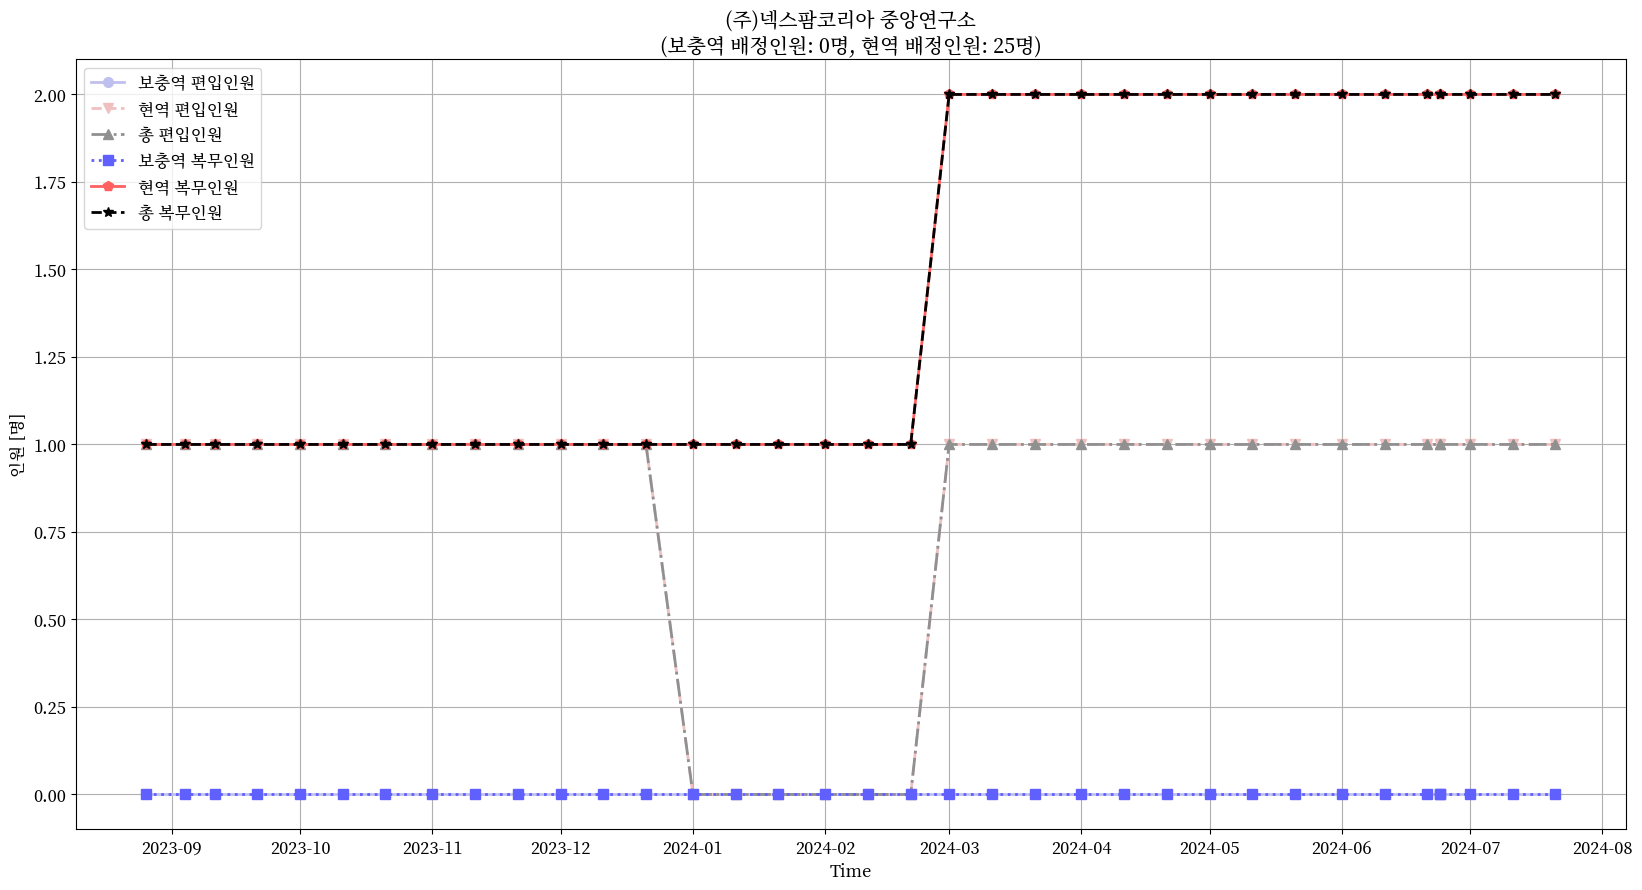 (주)넥스팜코리아 중앙연구소
(보충역 배정인원: 0명, 현역 배정인원: 25명)
보충역 편입인원
현역 편입인원
총 편입인원
보충역 복무인원
현역 복무인원
총 복무인원
2.00
1.75
1.50
1.25
1.00
0.75
0.50
0.25
0.00
인원 [명]
2023-09 2023-10 2023-11 2023-12 2024-01 2024-02 2024-03 2024-04 2024-05 2024-06 2024-07 2024-08
Time